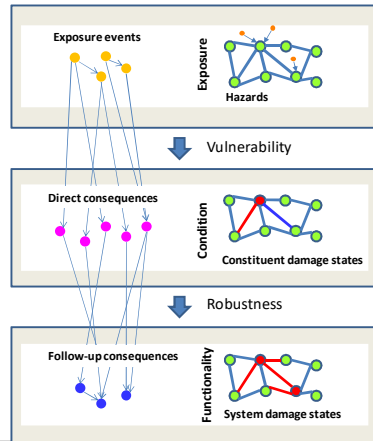 Exposure events
Exposure
Hazards
Vulnerability
Direct consequences
Condition
Constituent damage states
Robustness
Follow-up consequences
Functionality
System damage states